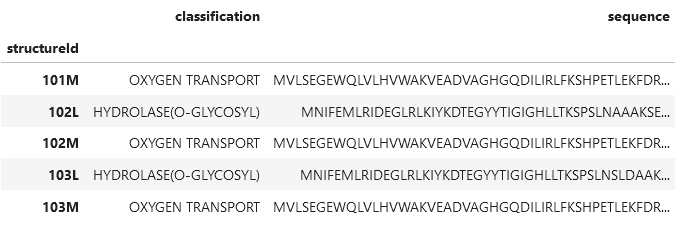 classification sequence
structureId
101M OXYGEN TRANSPORT MVLSEGEWQLVLHVWAKVEADVAGHGQDILIRLFKSHPETLEKFDR...
102L HYDROLASE(O-GLYCOSYL) MNIFEMLRIDEGLRLKIYKDTEGYYTIGIGHLLTKSPSLNAAAKSE...
102M OXYGEN TRANSPORT MVLSEGEWQLVLHVWAKVEADVAGHGQDILIRLFKSHPETLEKFDR...
103L HYDROLASE(O-GLYCOSYL) MNIFEMLRIDEGLRLKIYKDTEGYYTIGIGHLLTKSPSLNSLDAAK...
103M OXYGEN TRANSPORT MVLSEGEWQLVLHVWAKVEADVAGHGQDILIRLFKSHPETLEKFDR...